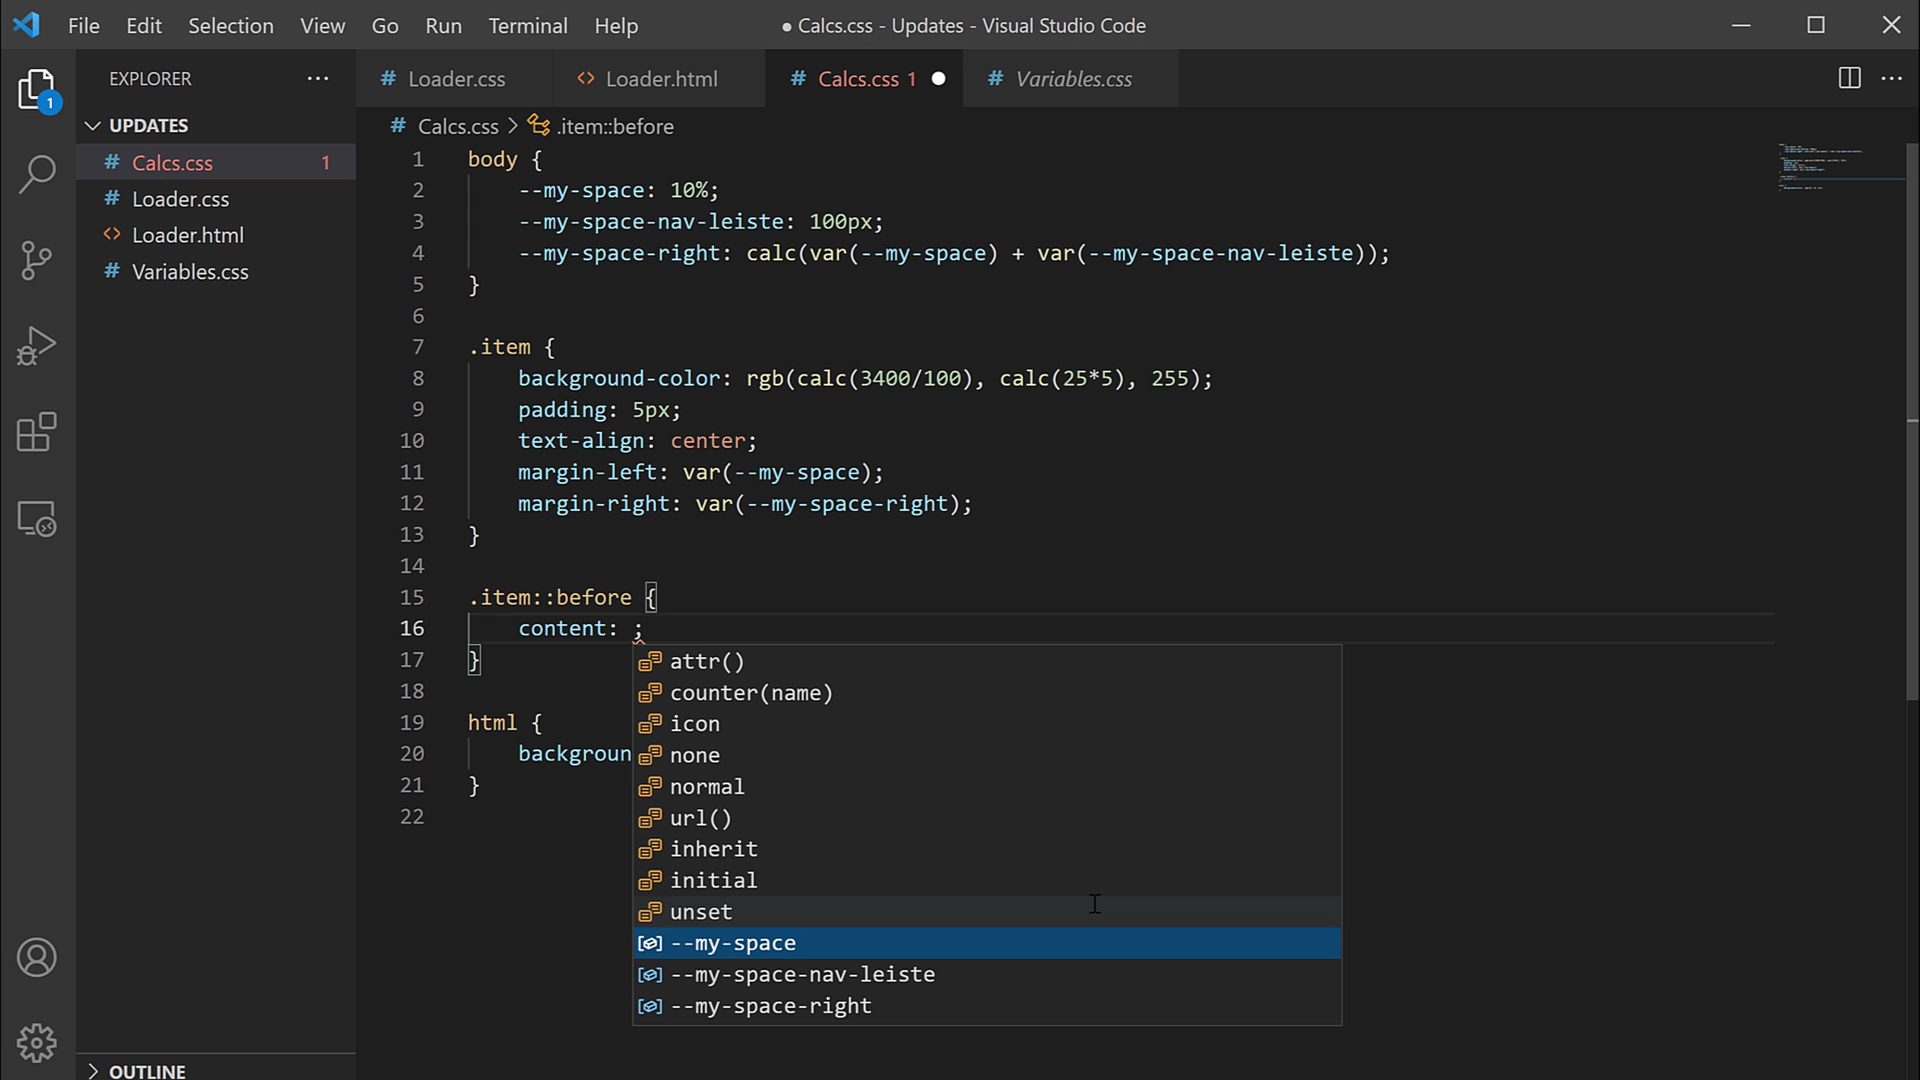 File Edit Selection View Go Run Terminal Help
● Calcs.css - Updates - Visual Studio Code
EXPLORER ...
# Loader.css <> Loader.html # Calcs.css 1 ● # Variables.css
1
UPDATES
# Calcs.css 1
# Loader.css
<> Loader.html
# Variables.css
OUTLINE
# Calcs.css > .item::before
1 body {
2 --my-space: 10%;
3 --my-space-nav-leiste: 100px;
4 --my-space-right: calc(var(--my-space) + var(--my-space-nav-leiste));
5 }
6
7 .item {
8 background-color: rgb(calc(3400/100), calc(25*5), 255);
9 padding: 5px;
10 text-align: center;
11 margin-left: var(--my-space);
12 margin-right: var(--my-space-right);
13 }
14
15 .item::before {
16 content: ;
17 }
18
19 html {
20 backgroun
21 }
22
attr()
counter(name)
icon
none
normal
url()
inherit
initial
unset
--my-space
--my-space-nav-leiste
--my-space-right